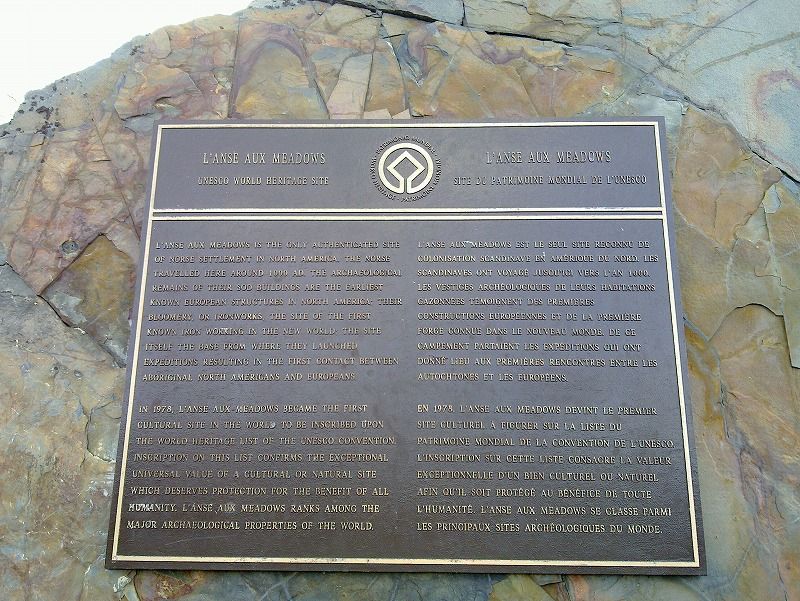 L'ANSE AUX MEADOWS
UNESCO WORLD HERITAGE SITE
L'ANSE AUX MEADOWS
SITE DU PATRIMOINE MONDIAL DE L'UNESCO
L'ANSE AUX MEADOWS IS THE ONLY AUTHENTICATED SITE
OF NORSE SETTLEMENT IN NORTH AMERICA. THE NORSE
TRAVELLED HERE AROUND 1000 AD. THE ARCHAEOLOGICAL
REMAINS OF THEIR SOD BUILDINGS ARE THE EARLIEST
KNOWN EUROPEAN STRUCTURES IN NORTH AMERICA; THEIR
BLOOMERY, OR IRONWORKS, THE SITE OF THE FIRST
KNOWN IRON WORKING IN THE NEW WORLD; THE SITE
ITSELF THE BASE FROM WHERE THEY LAUNCHED
EXPEDITIONS RESULTING IN THE FIRST CONTACT BETWEEN
ABORIGINAL NORTH AMERICANS AND EUROPEANS.
IN 1978, L'ANSE AUX MEADOWS BECAME THE FIRST
CULTURAL SITE IN THE WORLD TO BE INSCRIBED UPON
THE WORLD HERITAGE LIST OF THE UNESCO CONVENTION.
INSCRIPTION ON THIS LIST CONFIRMS THE EXCEPTIONAL
UNIVERSAL VALUE OF A CULTURAL OR NATURAL SITE
WHICH DESERVES PROTECTION FOR THE BENEFIT OF ALL
HUMANITY. L'ANSE AUX MEADOWS RANKS AMONG THE
MAJOR ARCHAEOLOGICAL PROPERTIES OF THE WORLD.
L'ANSE AUX MEADOWS EST LE SEUL SITE RECONNU DE
COLONISATION SCANDINAVE EN AMÉRIQUE DU NORD. LES
SCANDINAVES ONT VOYAGÉ JUSQU'ICI VERS L'AN 1000.
LES VESTIGES ARCHÉOLOGIQUES DE LEURS HABITATIONS
GAZONNÉES TÉMOIGNENT DES PREMIÈRES
CONSTRUCTIONS EUROPÉENNES ET DE LA PREMIÈRE
FORGE CONNUE DANS LE NOUVEAU MONDE. DE CE
CAMPEMENT PARTAIENT LES EXPÉDITIONS QUI ONT
DONNÉ LIEU AUX PREMIÈRES RENCONTRES ENTRE LES
AUTOCHTONES ET LES EUROPÉENS.
EN 1978, L'ANSE AUX MEADOWS DEVINT LE PREMIER
SITE CULTUREL À FIGURER SUR LA LISTE DU
PATRIMOINE MONDIAL DE LA CONVENTION DE L'UNESCO.
L'INSCRIPTION SUR CETTE LISTE CONSACRE LA VALEUR
EXCEPTIONNELLE D'UN BIEN CULTUREL OU NATUREL
AFIN QU'IL SOIT PROTÉGÉ AU BÉNÉFICE DE TOUTE
L'HUMANITÉ. L'ANSE AUX MEADOWS SE CLASSE PARMI
LES PRINCIPAUX SITES ARCHÉOLOGIQUES DU MONDE.